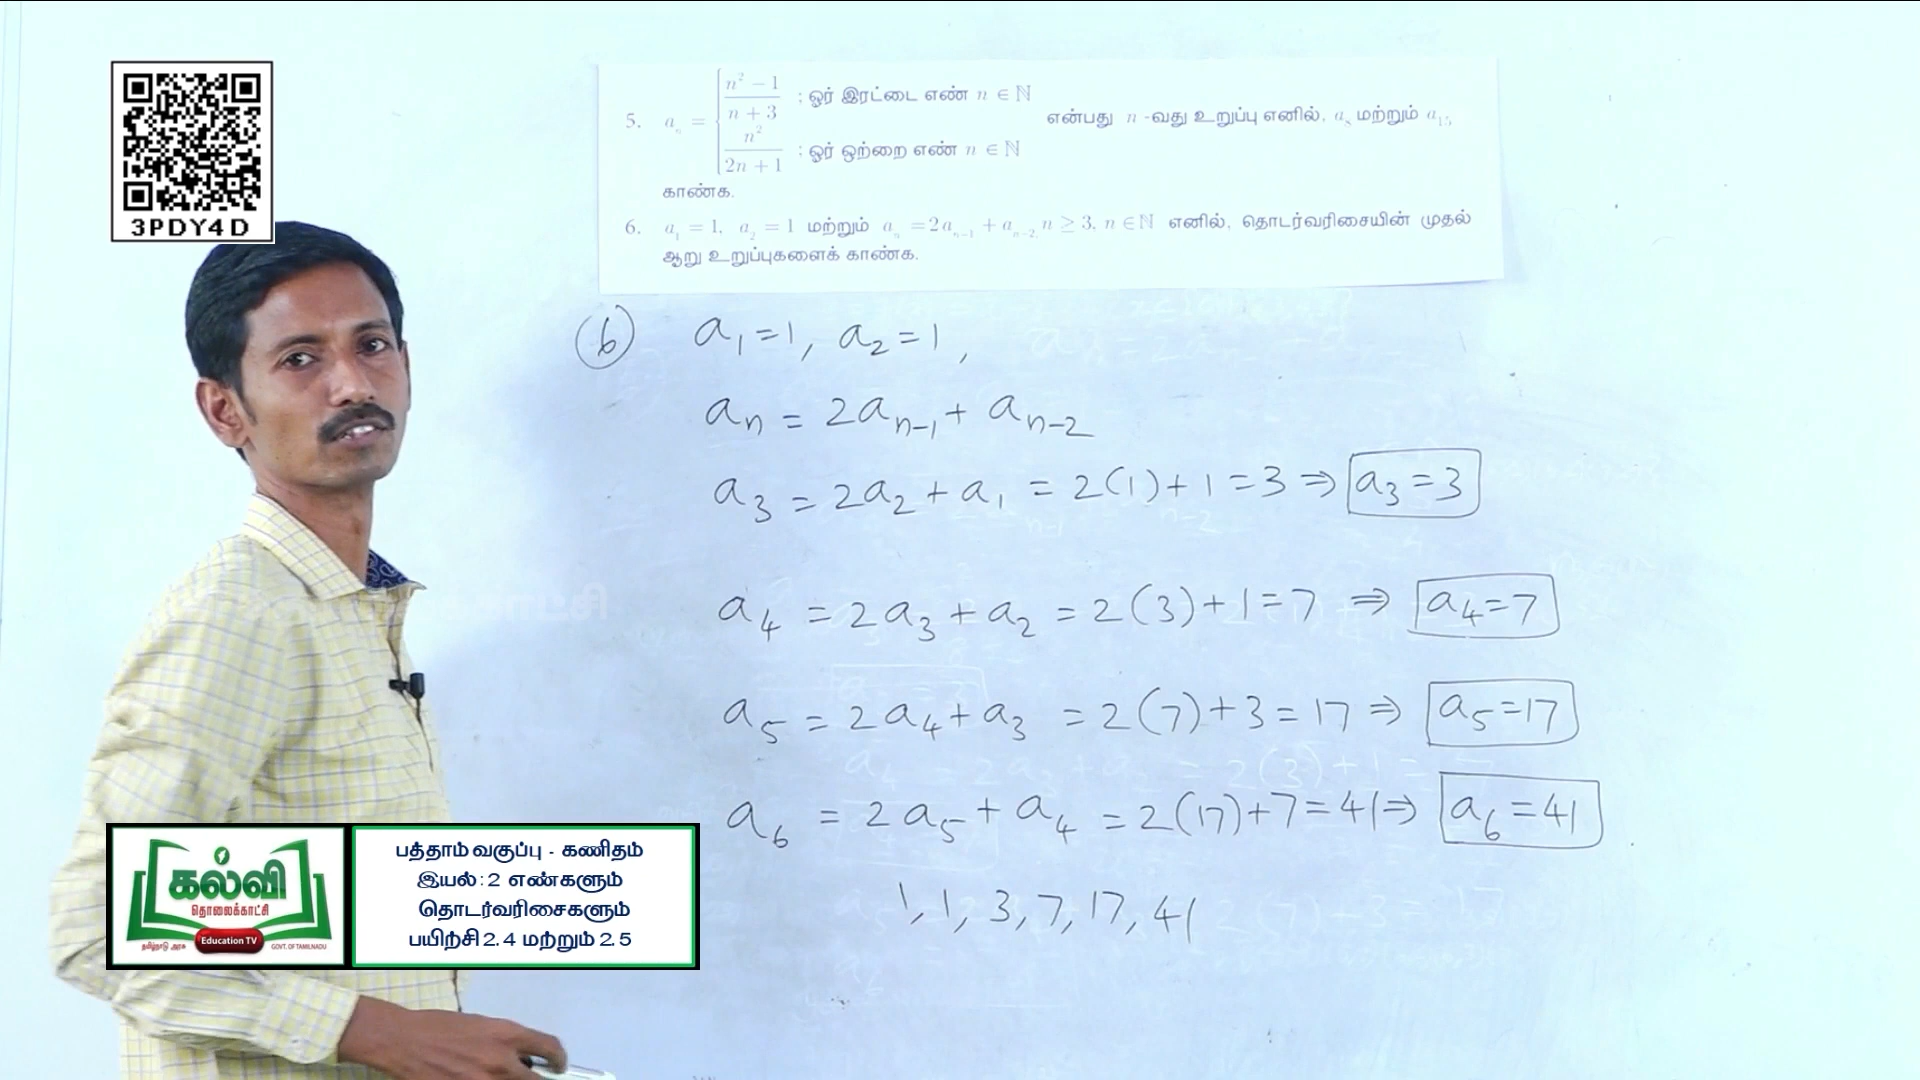 3PDY4D
5. aₙ = { (n² − 1)/(n + 3) : ஓர் இரட்டை எண் n ∈ ℕ
n²/(2n + 1) : ஓர் ஒற்றை எண் n ∈ ℕ
என்பது n -வது உறுப்பு எனில், a₈ மற்றும் a₁₅
காண்க.
6. a₁ = 1, a₂ = 1 மற்றும் aₙ = 2aₙ₋₁ + aₙ₋₂, n ≥ 3, n ∈ ℕ எனில், தொடர்வரிசையின் முதல்
ஆறு உறுப்புகளைக் காண்க.
(6) a₁ = 1, a₂ = 1,
aₙ = 2aₙ₋₁ + aₙ₋₂
a₃ = 2a₂ + a₁ = 2(1) + 1 = 3 ⇒ a₃ = 3
a₄ = 2a₃ + a₂ = 2(3) + 1 = 7 ⇒ a₄ = 7
a₅ = 2a₄ + a₃ = 2(7) + 3 = 17 ⇒ a₅ = 17
a₆ = 2a₅ + a₄ = 2(17) + 7 = 41 ⇒ a₆ = 41
1, 1, 3, 7, 17, 41
கல்வி
தொலைக்காட்சி
தமிழ்நாடு அரசு Education TV GOVT. OF TAMILNADU
பத்தாம் வகுப்பு - கணிதம்
இயல் : 2 எண்களும்
தொடர்வரிசைகளும்
பயிற்சி 2.4 மற்றும் 2.5